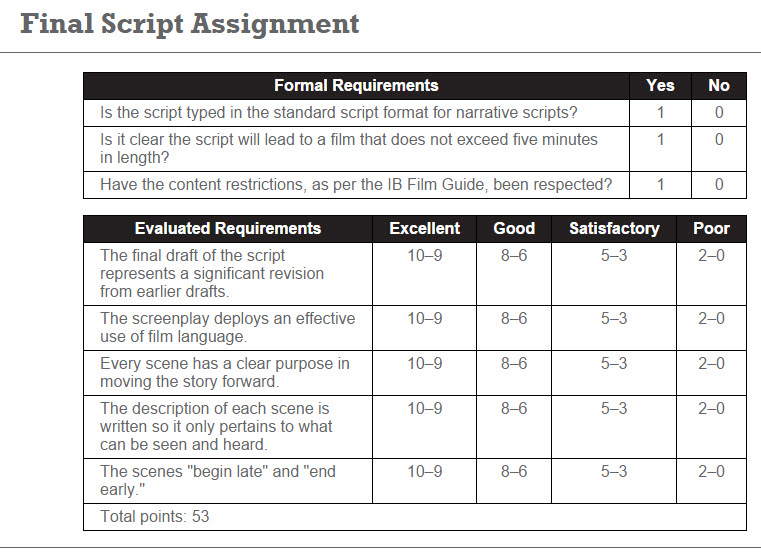 Final Script Assignment
Formal Requirements Yes No
Is the script typed in the standard script format for narrative scripts? 1 0
Is it clear the script will lead to a film that does not exceed five minutes 1 0
in length?
Have the content restrictions, as per the IB Film Guide, been respected? 1 0
Evaluated Requirements Excellent Good Satisfactory Poor
The final draft of the script 10–9 8–6 5–3 2–0
represents a significant revision
from earlier drafts.
The screenplay deploys an effective 10–9 8–6 5–3 2–0
use of film language.
Every scene has a clear purpose in 10–9 8–6 5–3 2–0
moving the story forward.
The description of each scene is 10–9 8–6 5–3 2–0
written so it only pertains to what
can be seen and heard.
The scenes "begin late" and "end 10–9 8–6 5–3 2–0
early."
Total points: 53